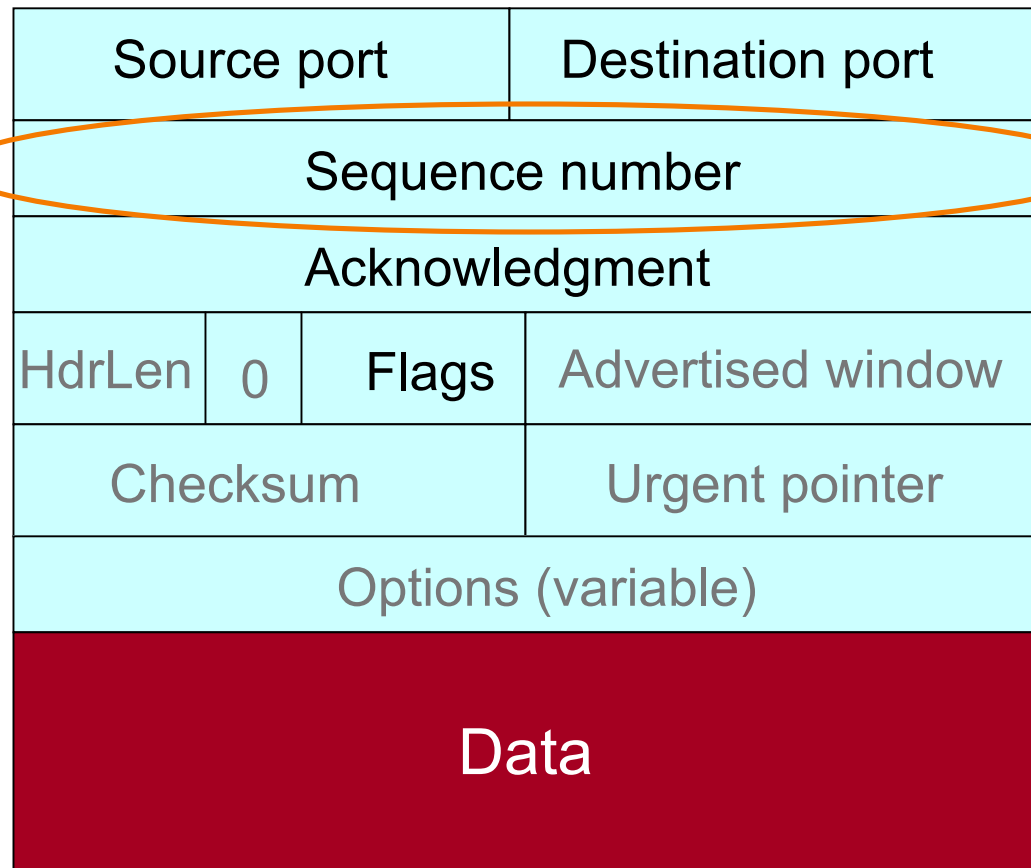 Source port Destination port
Sequence number
Acknowledgment
HdrLen 0 Flags Advertised window
Checksum Urgent pointer
Options (variable)
Data